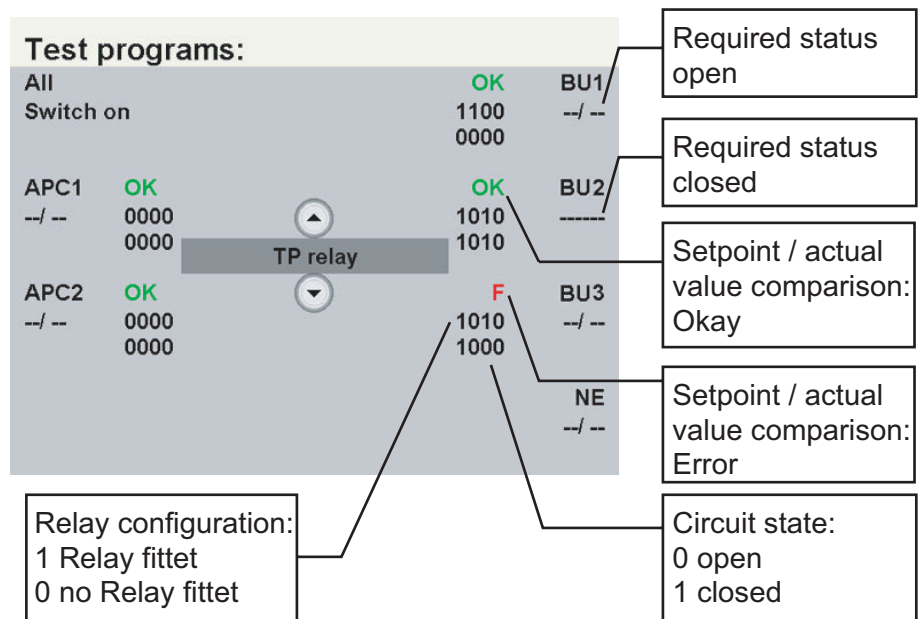 Test programs:
All OK BU1
Switch on 1100 --/ --
0000
APC1 OK OK BU2
--/ -- 0000 1010 ------
0000 1010
TP relay
APC2 OK F BU3
--/ -- 0000 1010 --/ --
0000 1000
NE
--/ --
Required status
open
Required status
closed
Setpoint / actual
value comparison:
Okay
Setpoint / actual
value comparison:
Error
Relay configuration:
1 Relay fittet
0 no Relay fittet
Circuit state:
0 open
1 closed